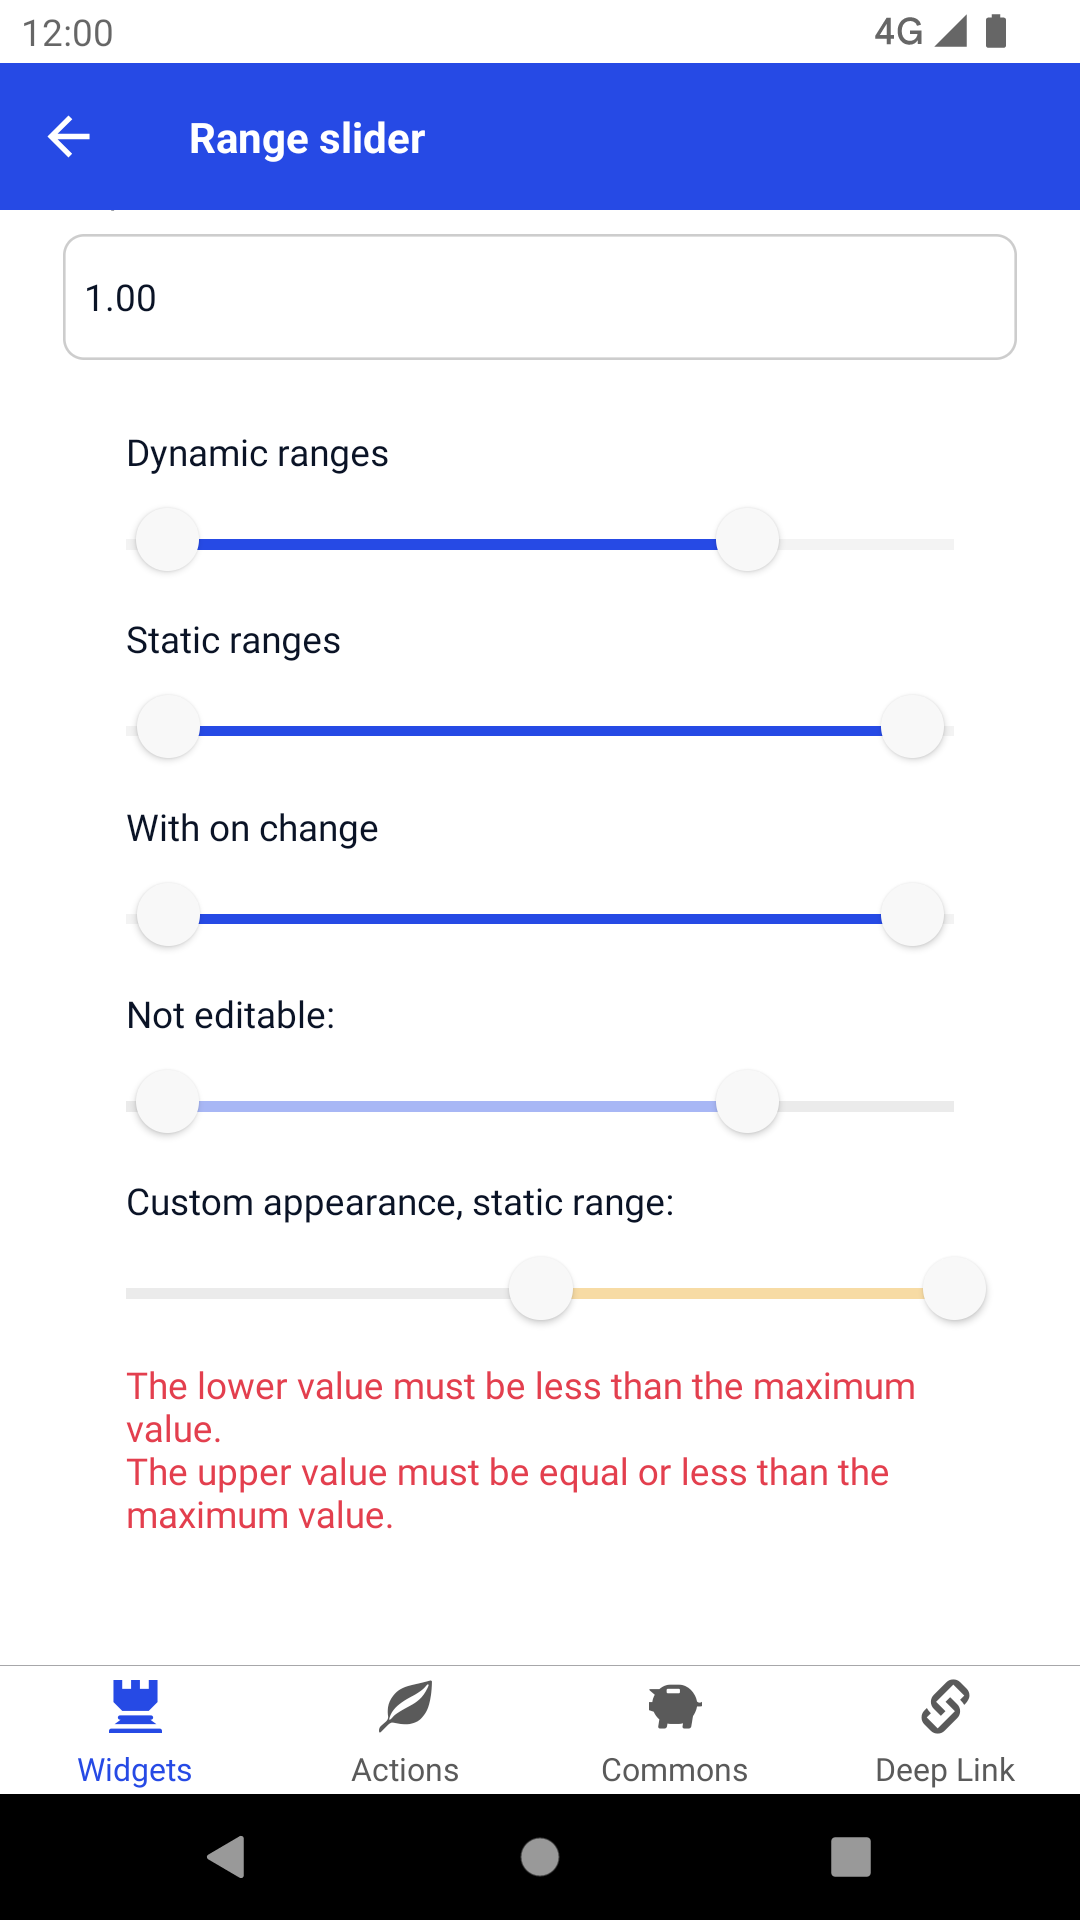 12:00
4G
Range slider
1.00
Dynamic ranges
Static ranges
With on change
Not editable:
Custom appearance, static range:
The lower value must be less than the maximum
value.
The upper value must be equal or less than the
maximum value.
Widgets
Actions
Commons
Deep Link